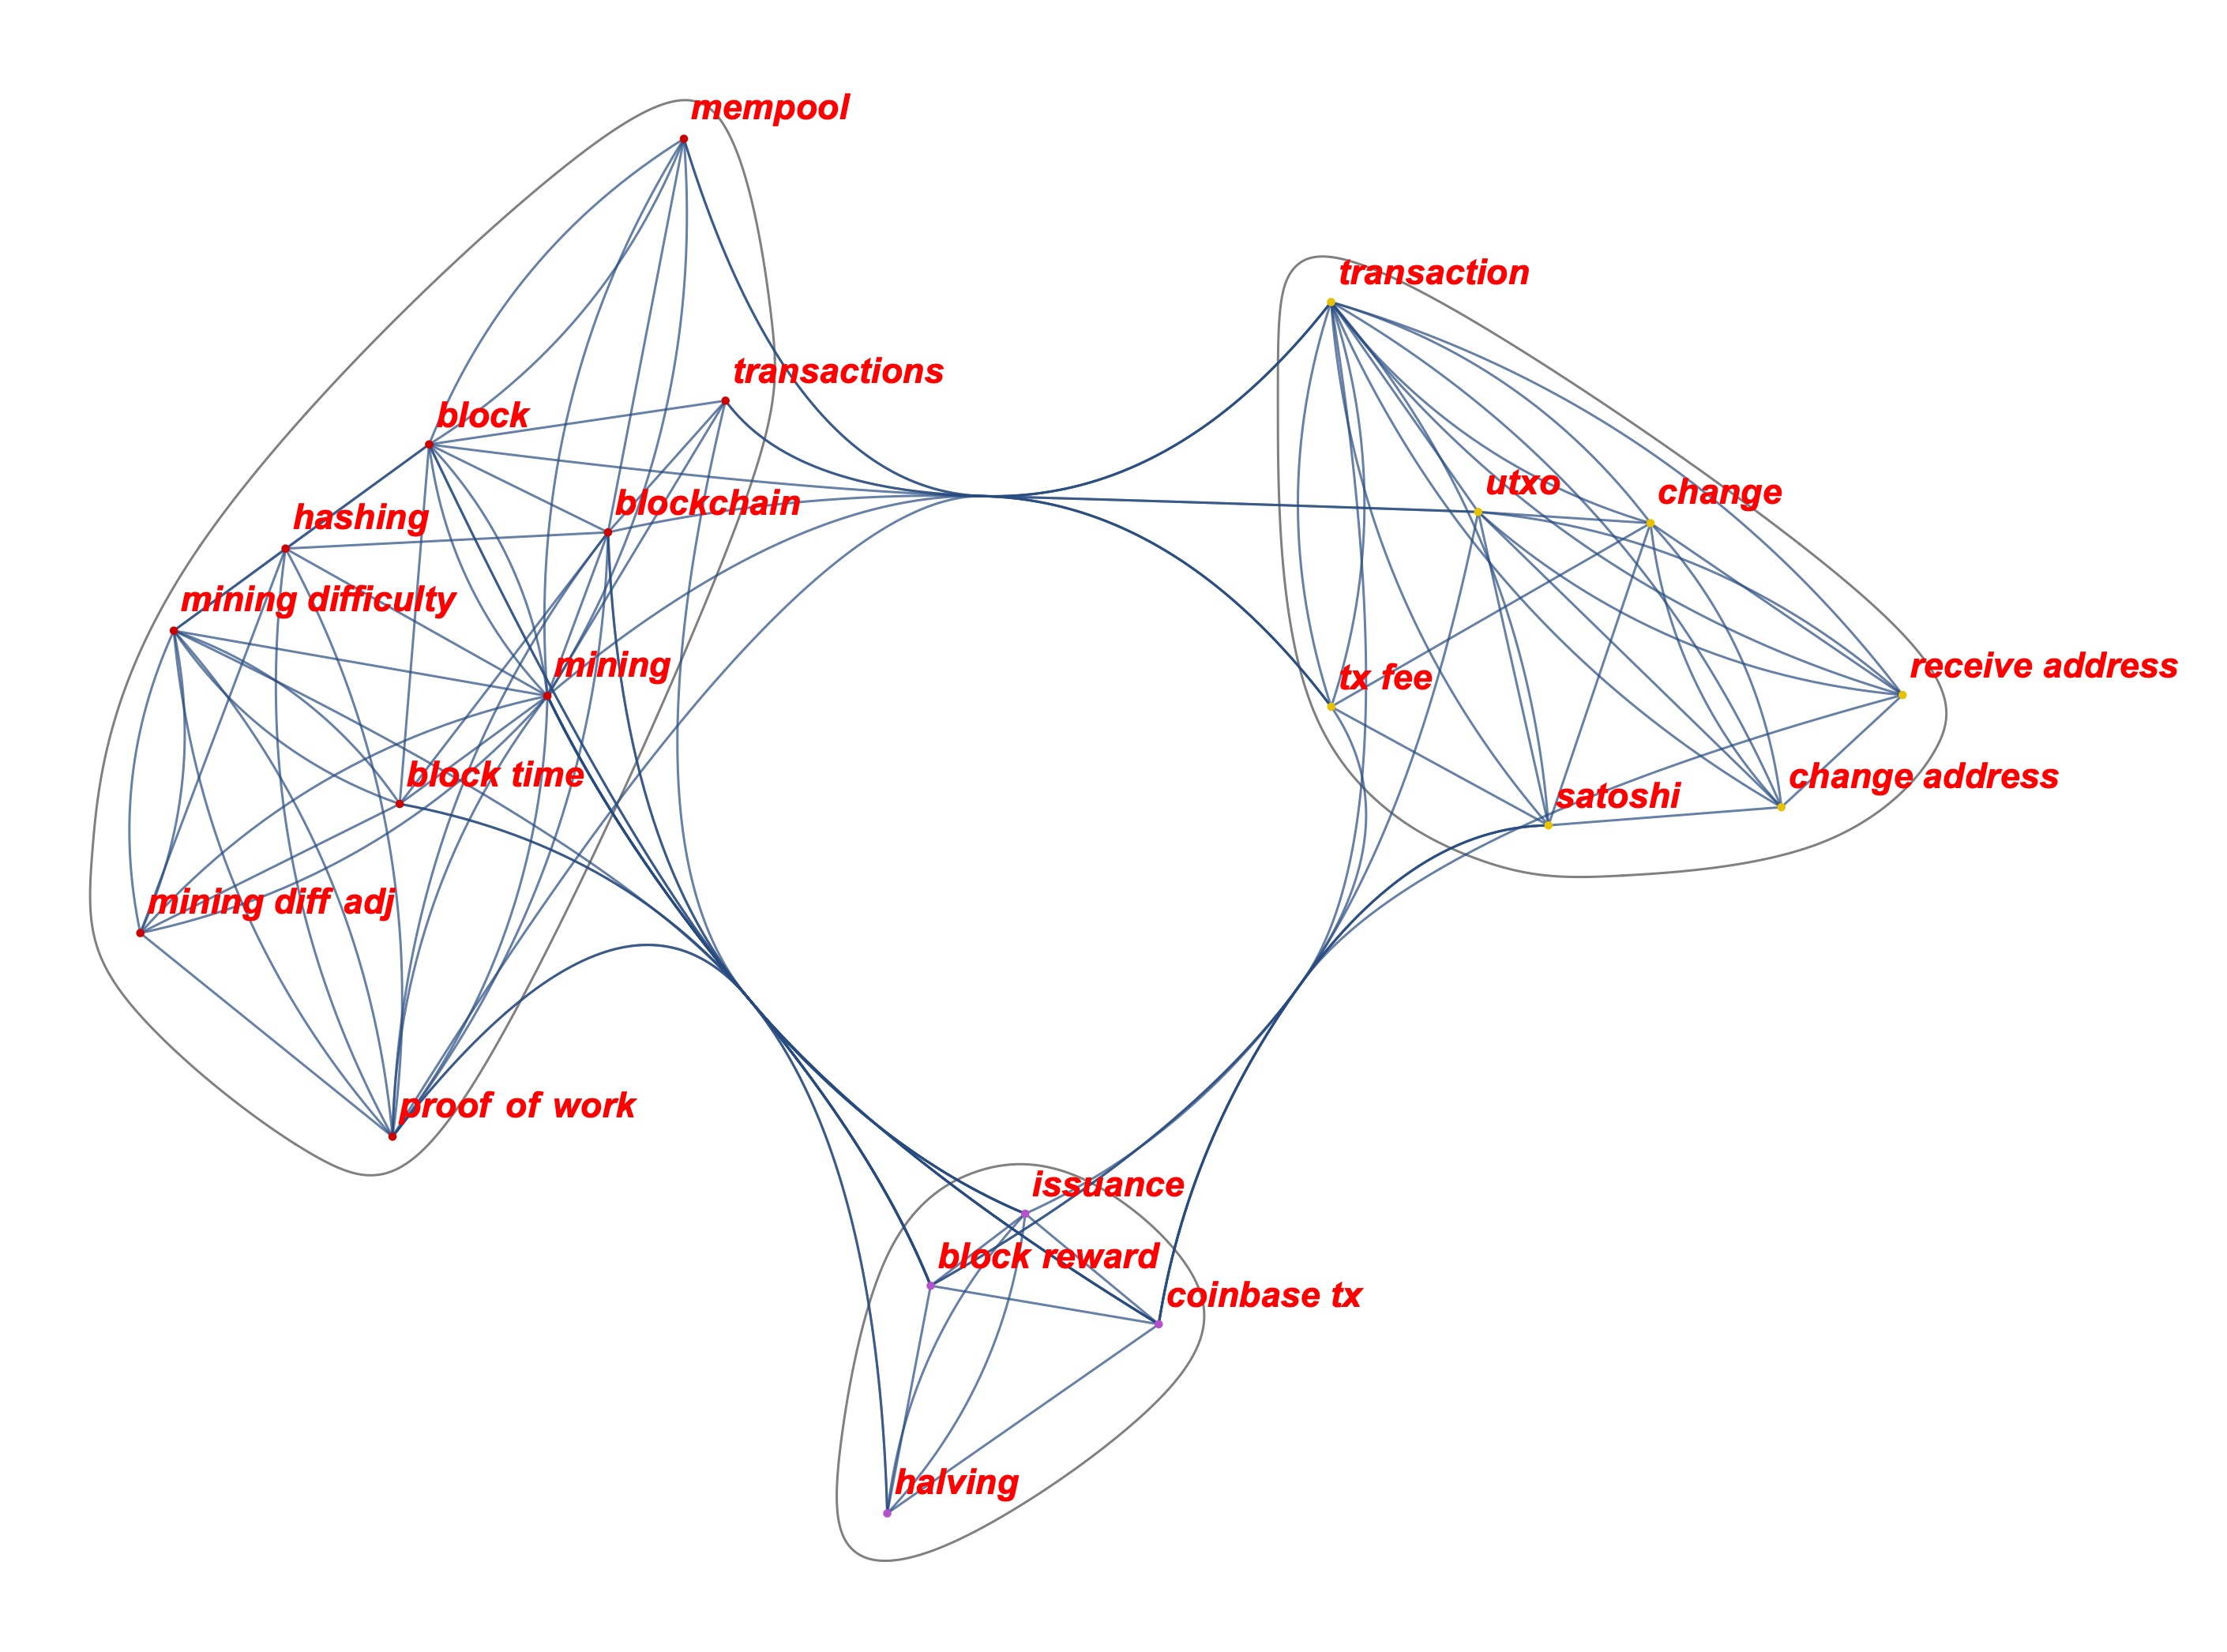 mempool
transactions
block
blockchain
hashing
mining difficulty
mining
block time
mining diff adj
proof of work
transaction
utxo
change
tx fee
receive address
change address
satoshi
issuance
block reward
coinbase tx
halving